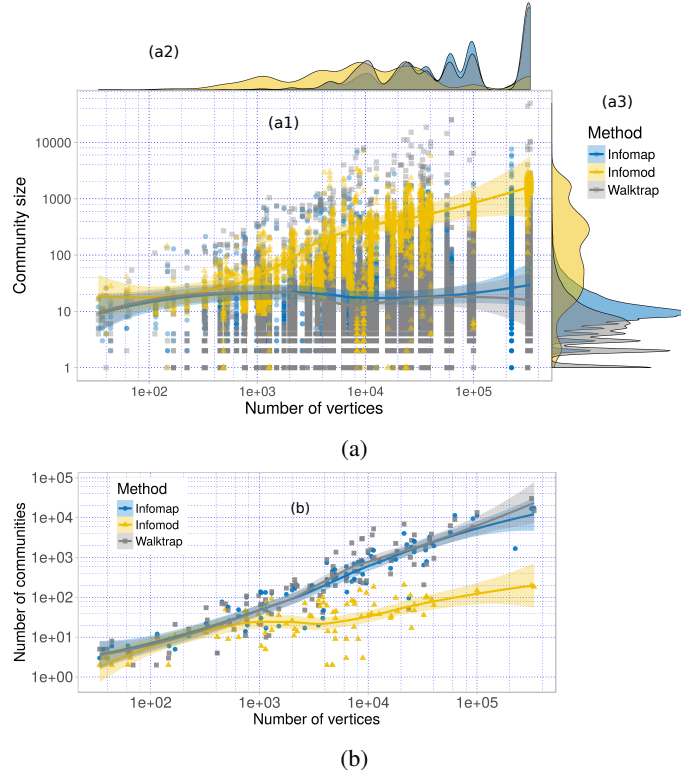 (a2)
(a3)
(a1)
Method
Infomap
Infomod
Walktrap
Community size
10000
1000
100
10
1
1e+02
1e+03
1e+04
1e+05
Number of vertices
(a)
Number of communities
1e+05
1e+04
1e+03
1e+02
1e+01
1e+00
Method
Infomap
Infomod
Walktrap
(b)
1e+02
1e+03
1e+04
1e+05
Number of vertices
(b)